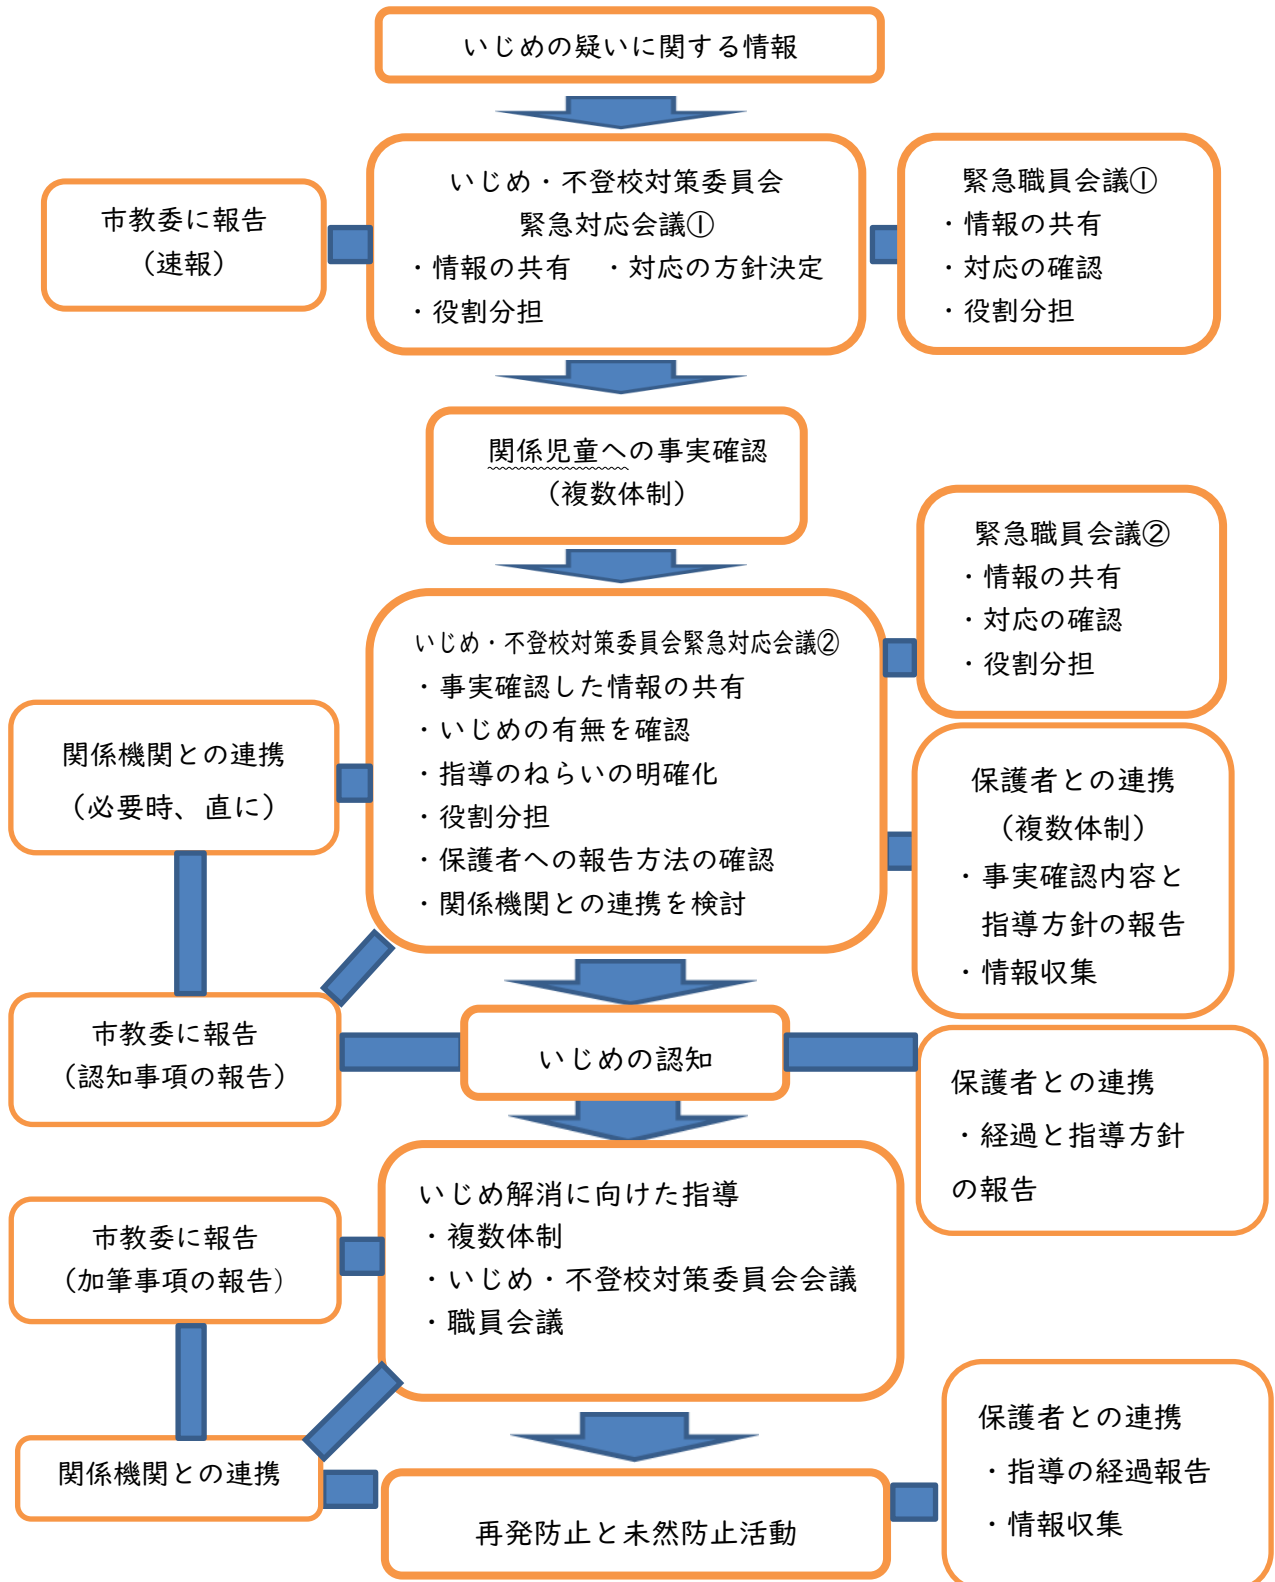 いじめの疑いに関する情報
市教委に報告
（速報）
いじめ・不登校対策委員会
緊急対応会議①
・情報の共有　・対応の方針決定
・役割分担
緊急職員会議①
・情報の共有
・対応の確認
・役割分担
関係児童への事実確認
（複数体制）
緊急職員会議②
・情報の共有
・対応の確認
・役割分担
いじめ・不登校対策委員会緊急対応会議②
・事実確認した情報の共有
・いじめの有無を確認
・指導のねらいの明確化
・役割分担
・保護者への報告方法の確認
・関係機関との連携を検討
関係機関との連携
（必要時、直に）
保護者との連携
（複数体制）
・事実確認内容と
指導方針の報告
・情報収集
市教委に報告
（認知事項の報告）
いじめの認知
保護者との連携
・経過と指導方針
の報告
いじめ解消に向けた指導
・複数体制
・いじめ・不登校対策委員会会議
・職員会議
市教委に報告
（加筆事項の報告）
関係機関との連携
再発防止と未然防止活動
保護者との連携
・指導の経過報告
・情報収集